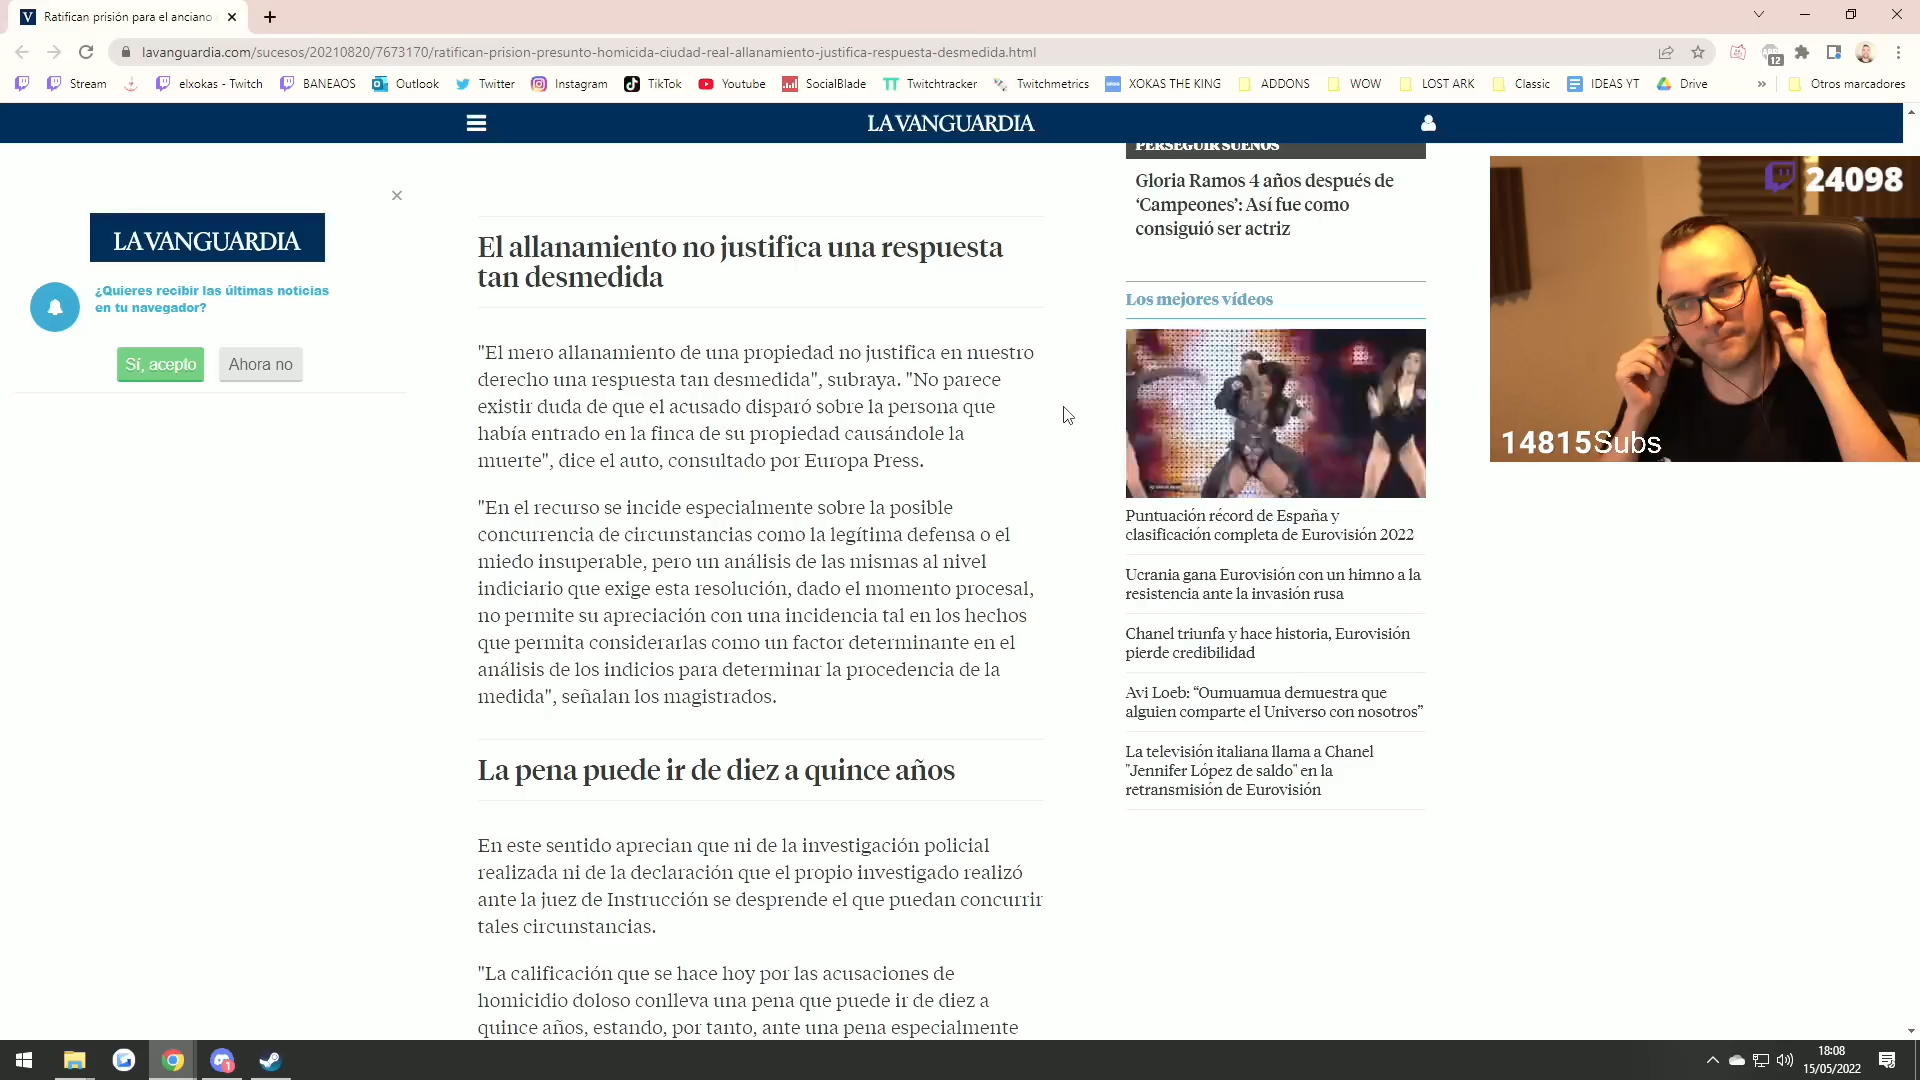 Ratifican prisión para el anciano
lavanguardia.com/sucesos/20210820/7673170/ratifican-prision-presunto-homicida-ciudad-real-allanamiento-justifica-respuesta-desmedida.html
12
Stream
elxokas - Twitch
BANEAOS
Outlook
Twitter
Instagram
TikTok
Youtube
SocialBlade
Twitchtracker
Twitchmetrics
XOKAS THE KING
ADDONS
WOW
LOST ARK
Classic
IDEAS YT
Drive
»
Otros marcadores
LA VANGUARDIA
LA VANGUARDIA
¿Quieres recibir las últimas noticias
en tu navegador?
Sí, acepto
Ahora no
El allanamiento no justifica una respuesta
tan desmedida
"El mero allanamiento de una propiedad no justifica en nuestro
derecho una respuesta tan desmedida", subraya. "No parece
existir duda de que el acusado disparó sobre la persona que
había entrado en la finca de su propiedad causándole la
muerte", dice el auto, consultado por Europa Press.
"En el recurso se incide especialmente sobre la posible
concurrencia de circunstancias como la legítima defensa o el
miedo insuperable, pero un análisis de las mismas al nivel
indiciario que exige esta resolución, dado el momento procesal,
no permite su apreciación con una incidencia tal en los hechos
que permita considerarlas como un factor determinante en el
análisis de los indicios para determinar la procedencia de la
medida", señalan los magistrados.
La pena puede ir de diez a quince años
En este sentido aprecian que ni de la investigación policial
realizada ni de la declaración que el propio investigado realizó
ante la juez de Instrucción se desprende el que puedan concurrir
tales circunstancias.
"La calificación que se hace hoy por las acusaciones de
homicidio doloso conlleva una pena que puede ir de diez a
quince años, estando, por tanto, ante una pena especialmente
PERSEGUIR SUEÑOS
Gloria Ramos 4 años después de
‘Campeones’: Así fue como
consiguió ser actriz
Los mejores vídeos
Puntuación récord de España y
clasificación completa de Eurovisión 2022
Ucrania gana Eurovisión con un himno a la
resistencia ante la invasión rusa
Chanel triunfa y hace historia, Eurovisión
pierde credibilidad
Avi Loeb: “Oumuamua demuestra que
alguien comparte el Universo con nosotros”
La televisión italiana llama a Chanel
"Jennifer López de saldo" en la
retransmisión de Eurovisión
24098
14815Subs
1
18:08
15/05/2022